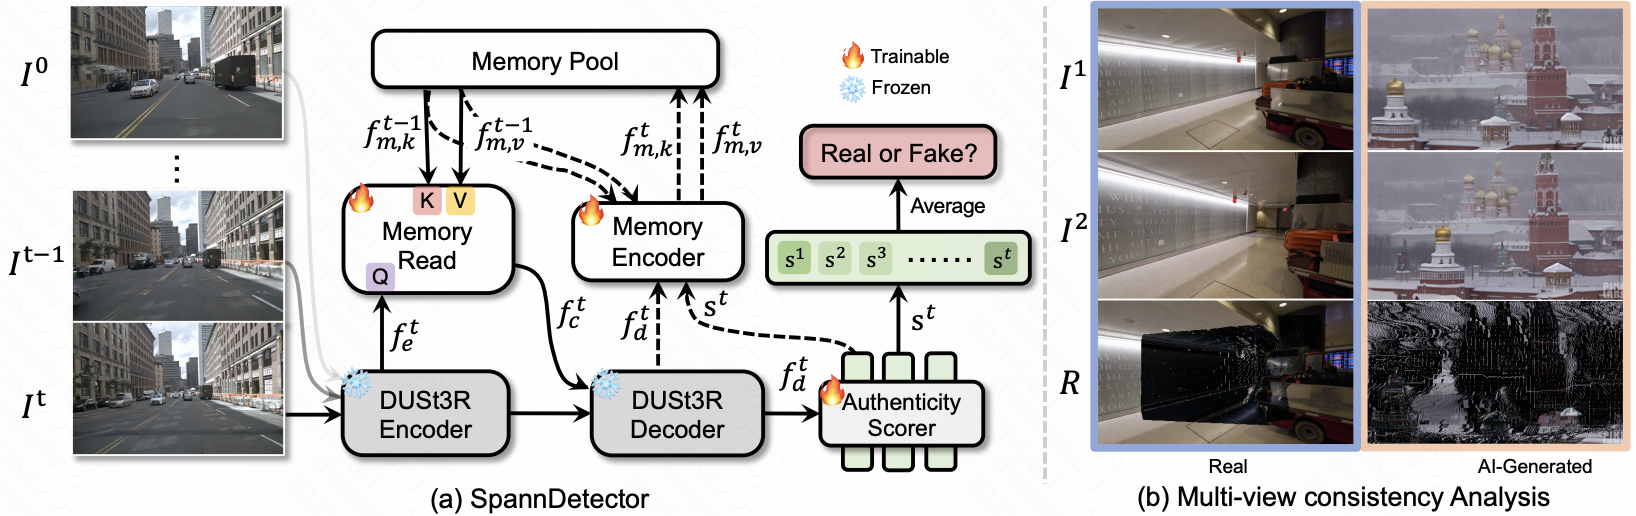 I^0
I^{t-1}
I^t
Memory Pool
f_{m,k}^{t-1}
f_{m,v}^{t-1}
f_{m,k}^t
f_{m,v}^t
K
V
Memory
Read
Q
Memory
Encoder
f_e^t
f_c^t
f_d^t
s^t
DUSt3R
Encoder
DUSt3R
Decoder
f_d^t
Authenticity
Scorer
s^t
s^1 s^2 s^3 ······ s^t
Average
Real or Fake?
Trainable
Frozen
(a) SpannDetector
I^1
I^2
R
Real
AI-Generated
(b) Multi-view consistency Analysis